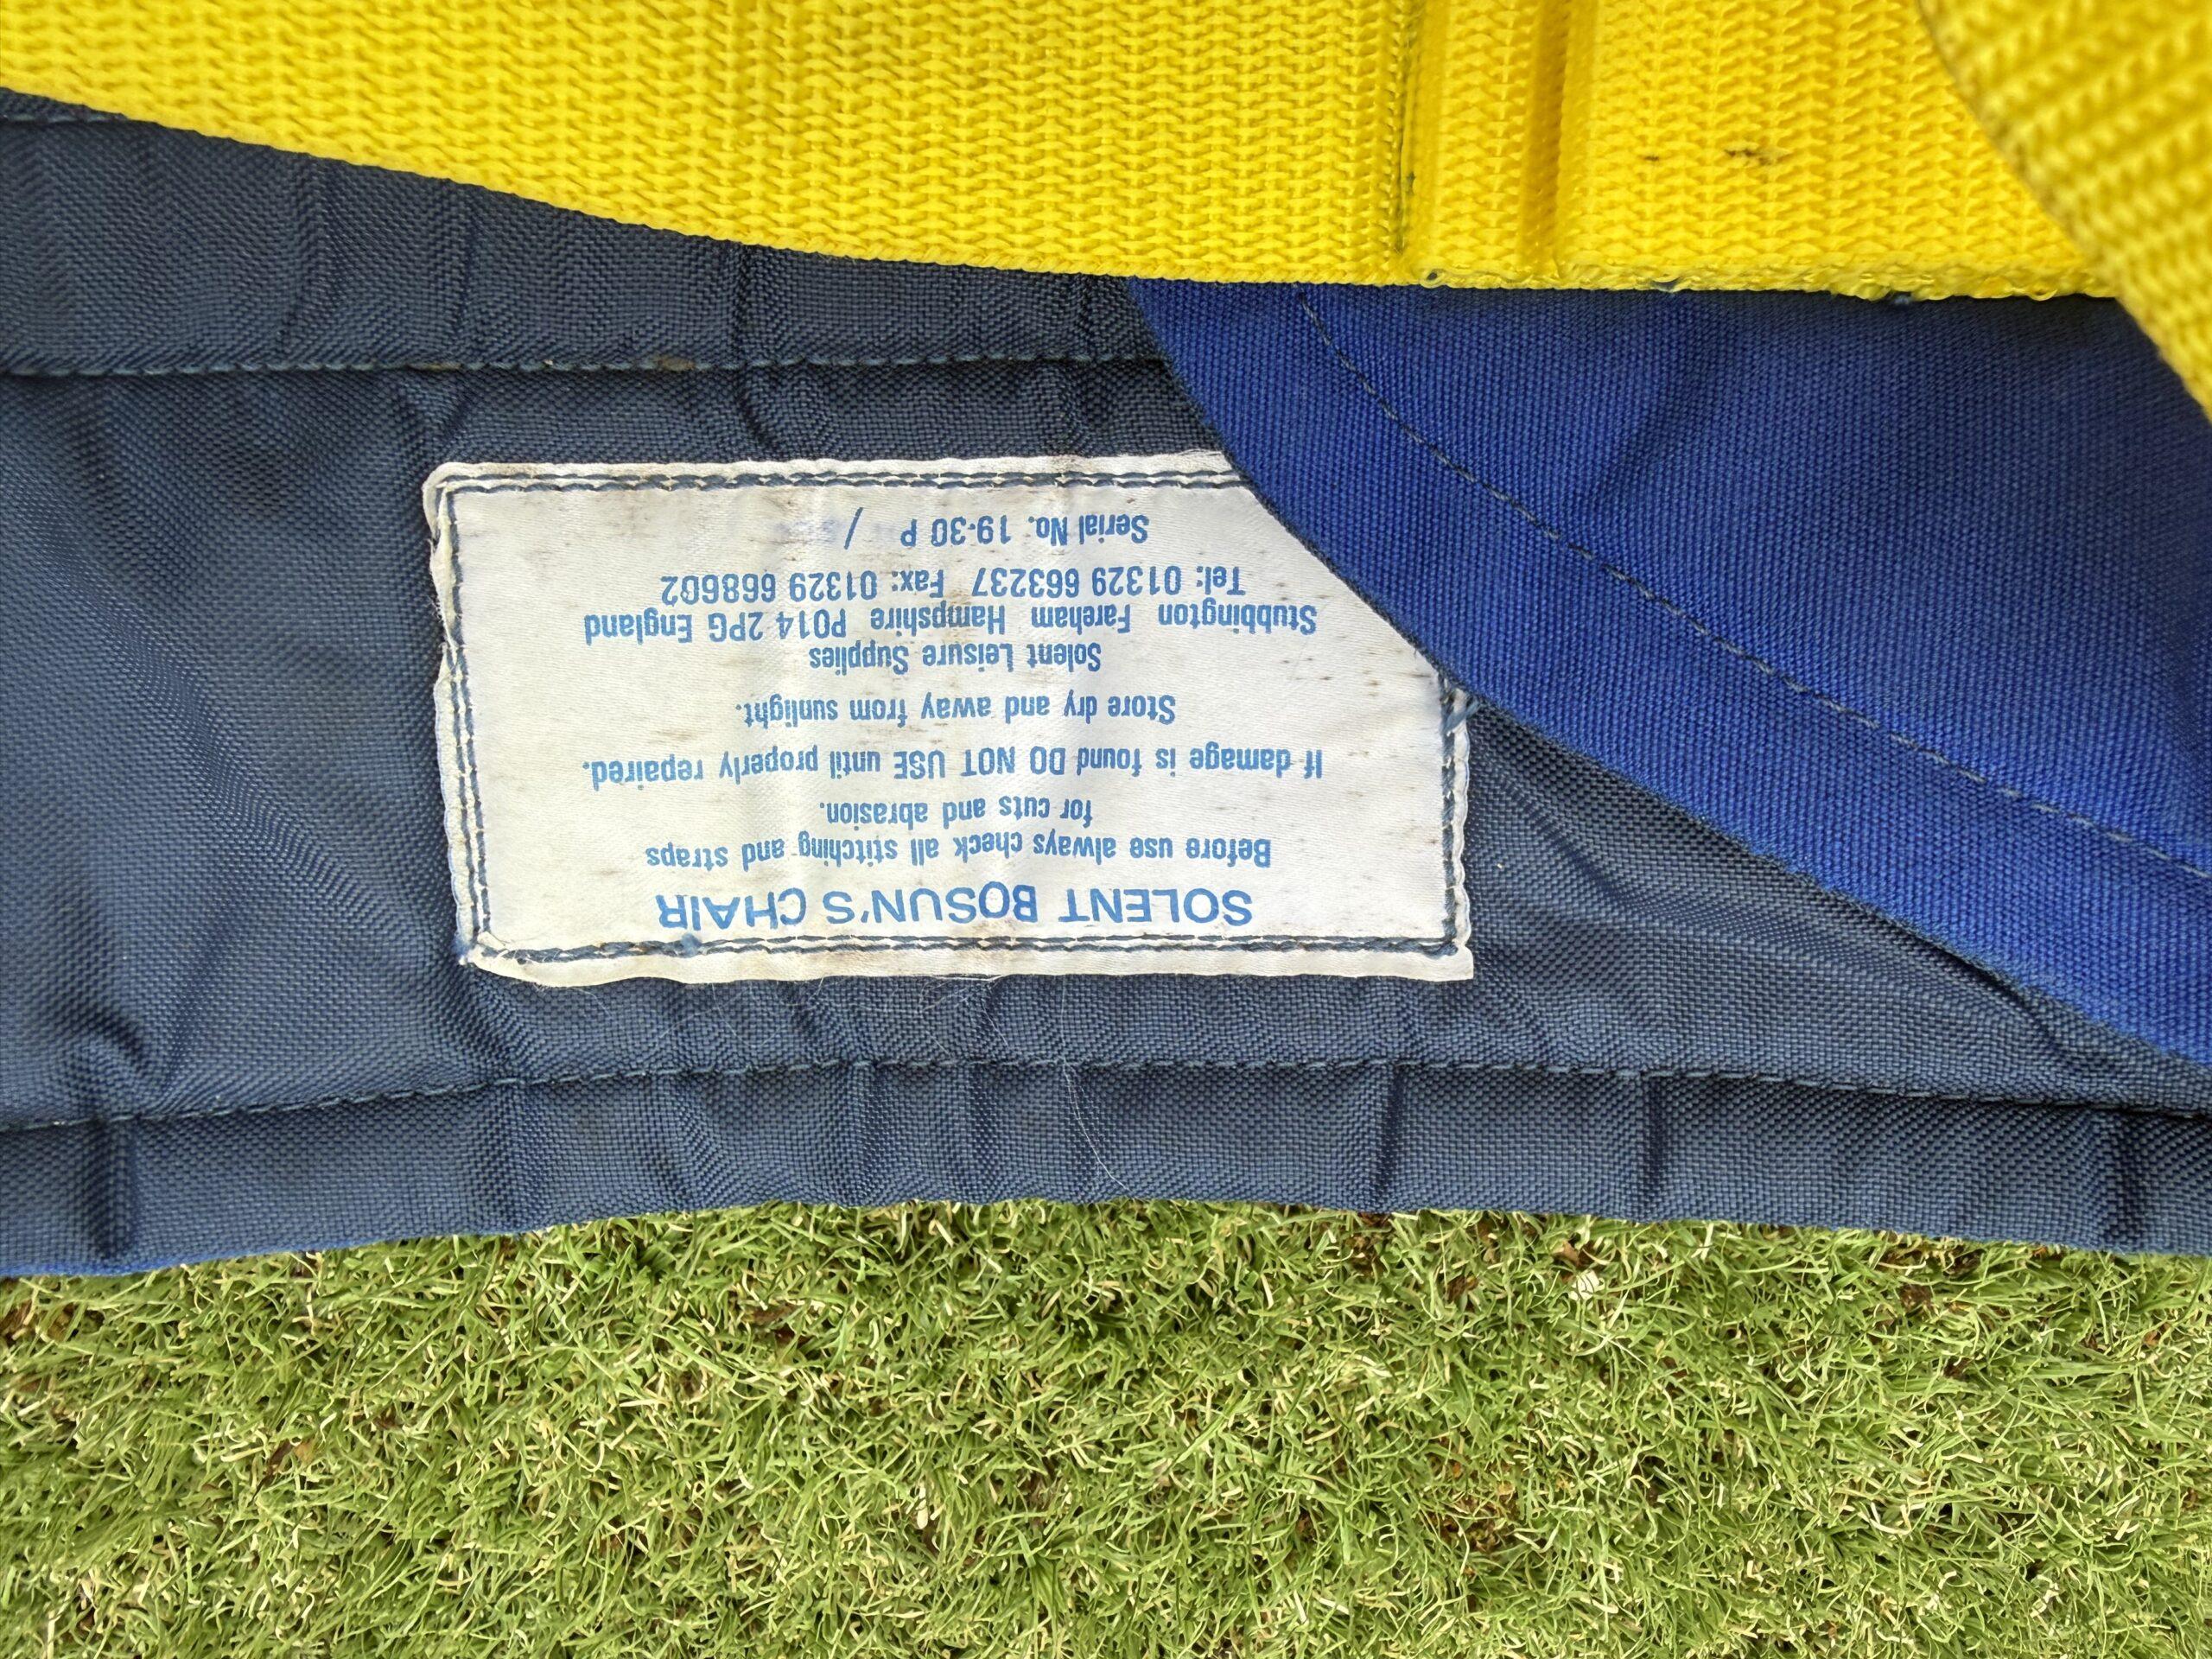 SOLENT BOSUN'S CHAIR
Before use always check all stitching and straps
for cuts and abrasion.
If damage is found DO NOT USE until properly repaired.
Store dry and away from sunlight.
Solent Leisure Supplies
Stubbington Fareham Hampshire PO14 2PG England
Tel: 01329 663237 Fax: 01329 668602
Serial No. 19-30 P /